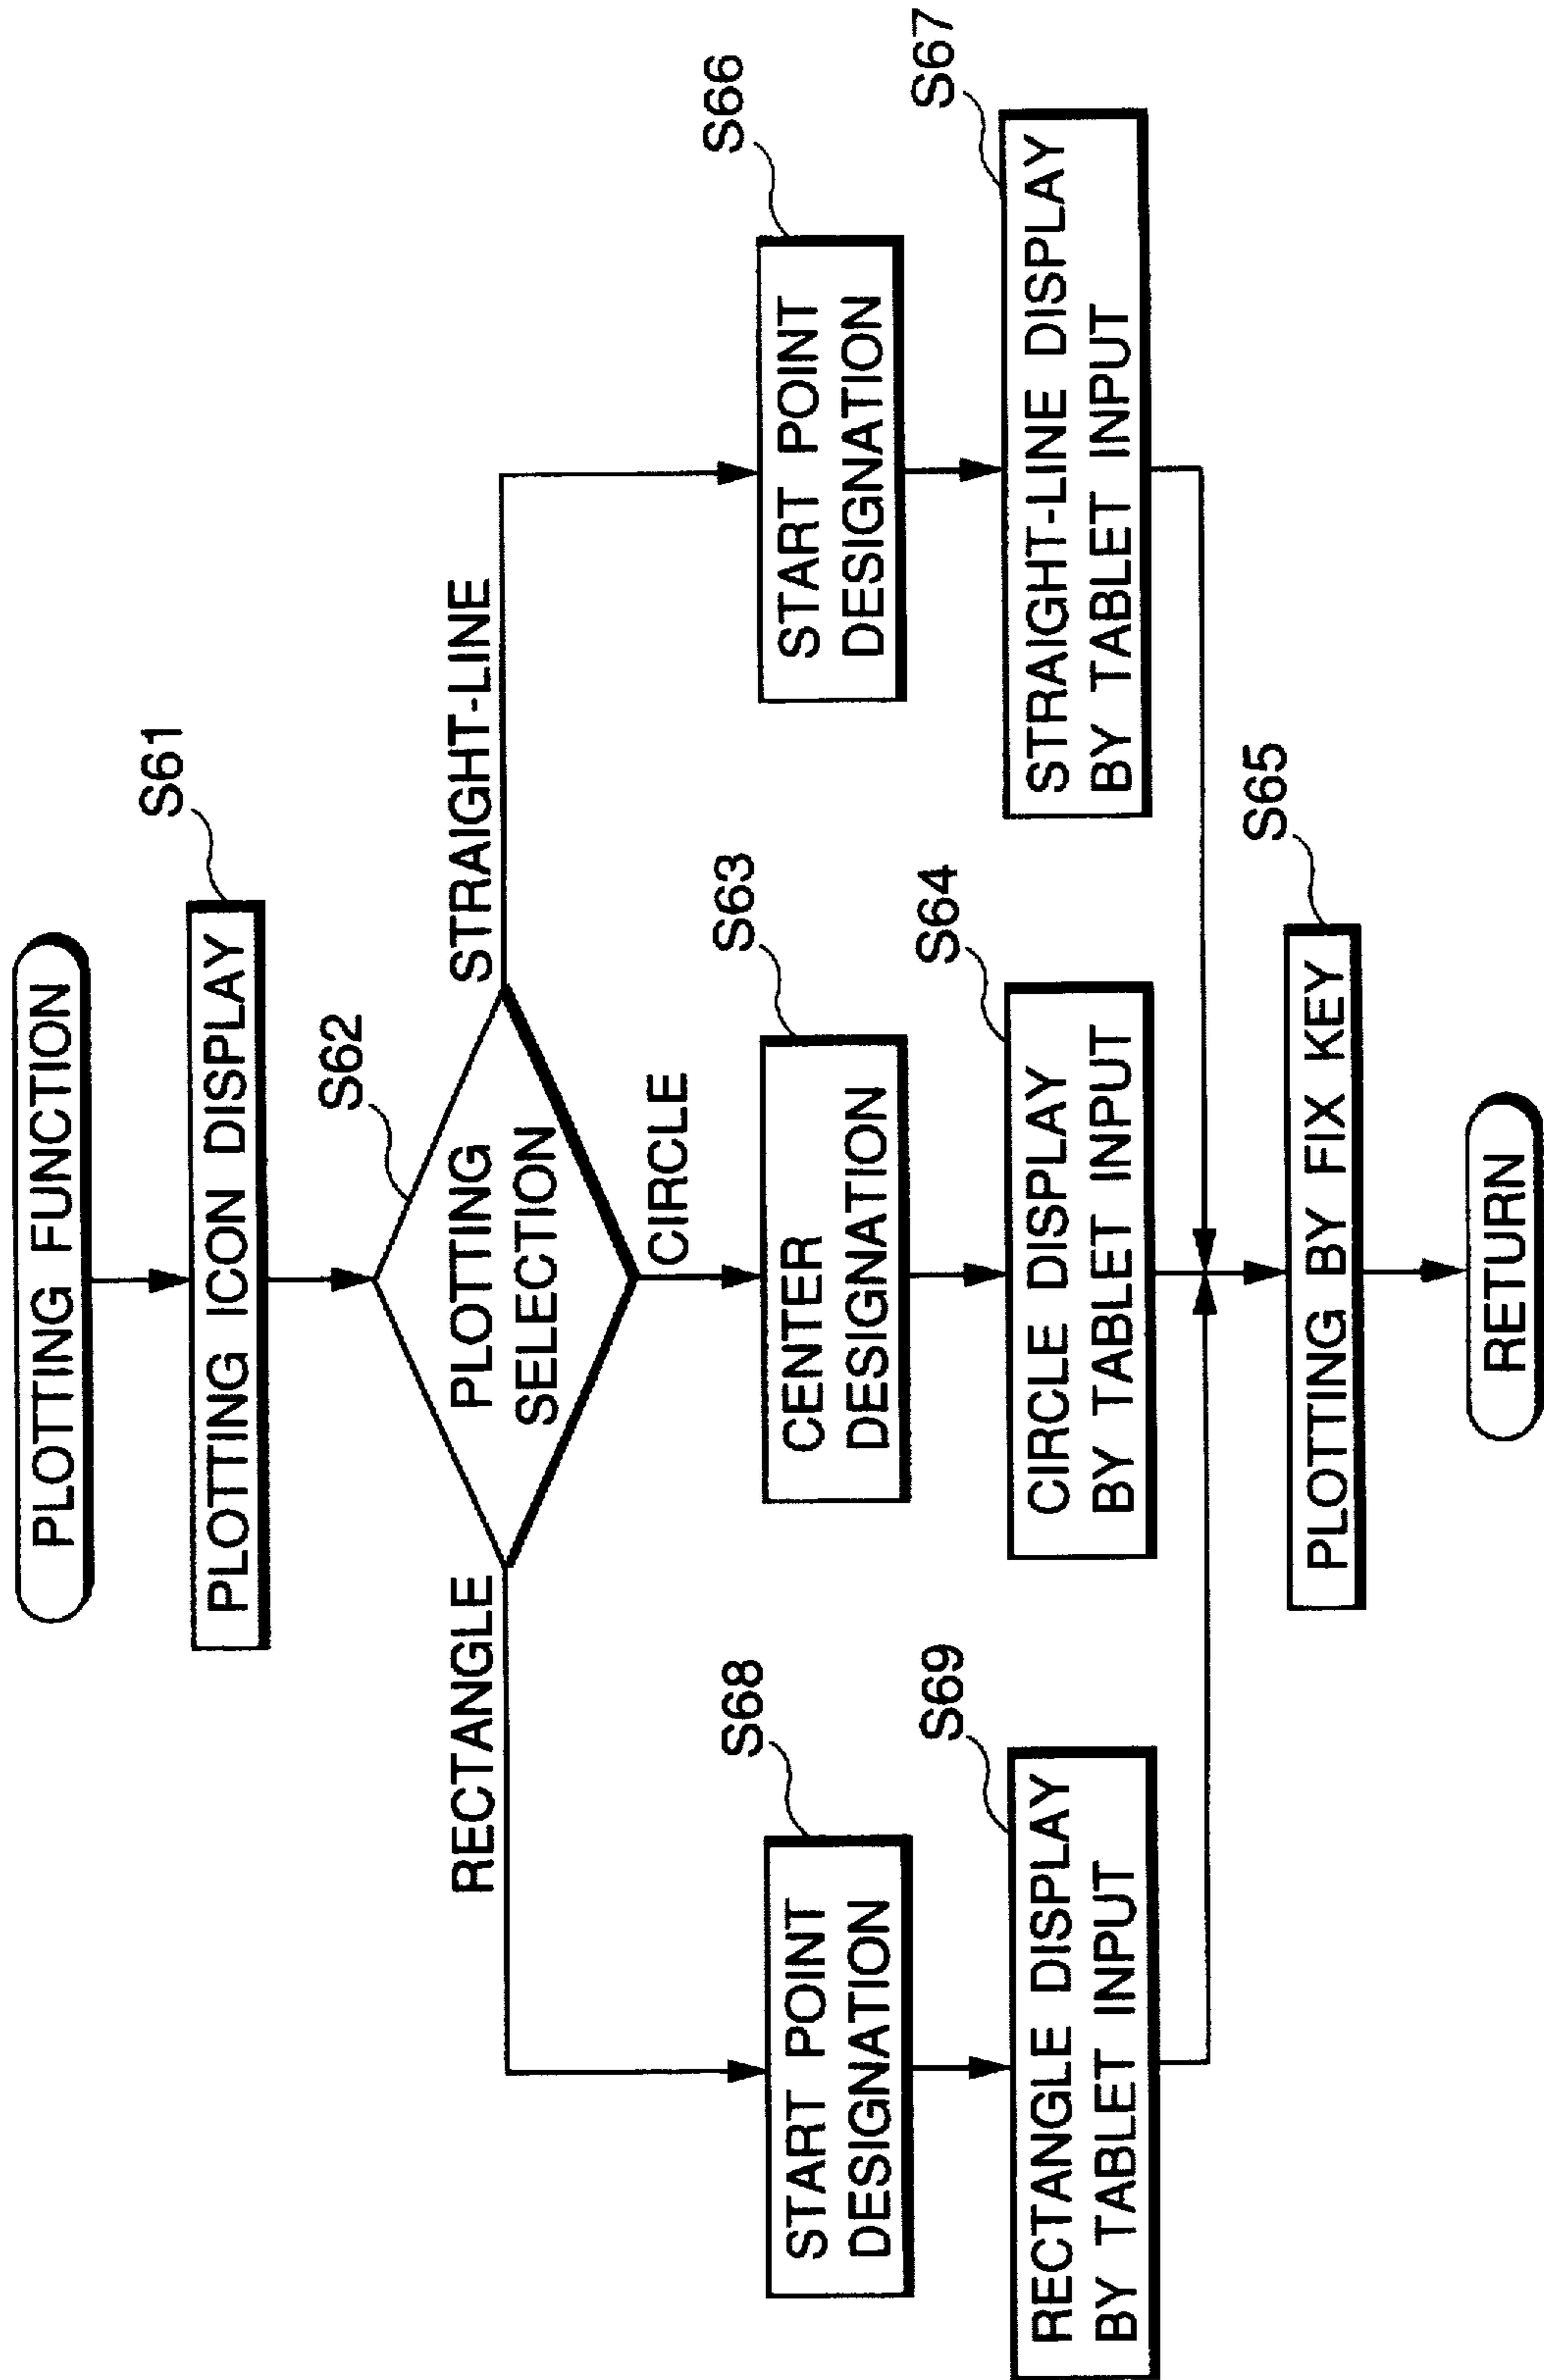 PLOTTING FUNCTION
S61
PLOTTING ICON DISPLAY
S62
PLOTTING
SELECTION
RECTANGLE
STRAIGHT-LINE
CIRCLE
S68
START POINT
DESIGNATION
S63
CENTER
DESIGNATION
S66
START POINT
DESIGNATION
S69
RECTANGLE DISPLAY
BY TABLET INPUT
S64
CIRCLE DISPLAY
BY TABLET INPUT
S67
STRAIGHT-LINE DISPLAY
BY TABLET INPUT
S65
PLOTTING BY FIX KEY
RETURN